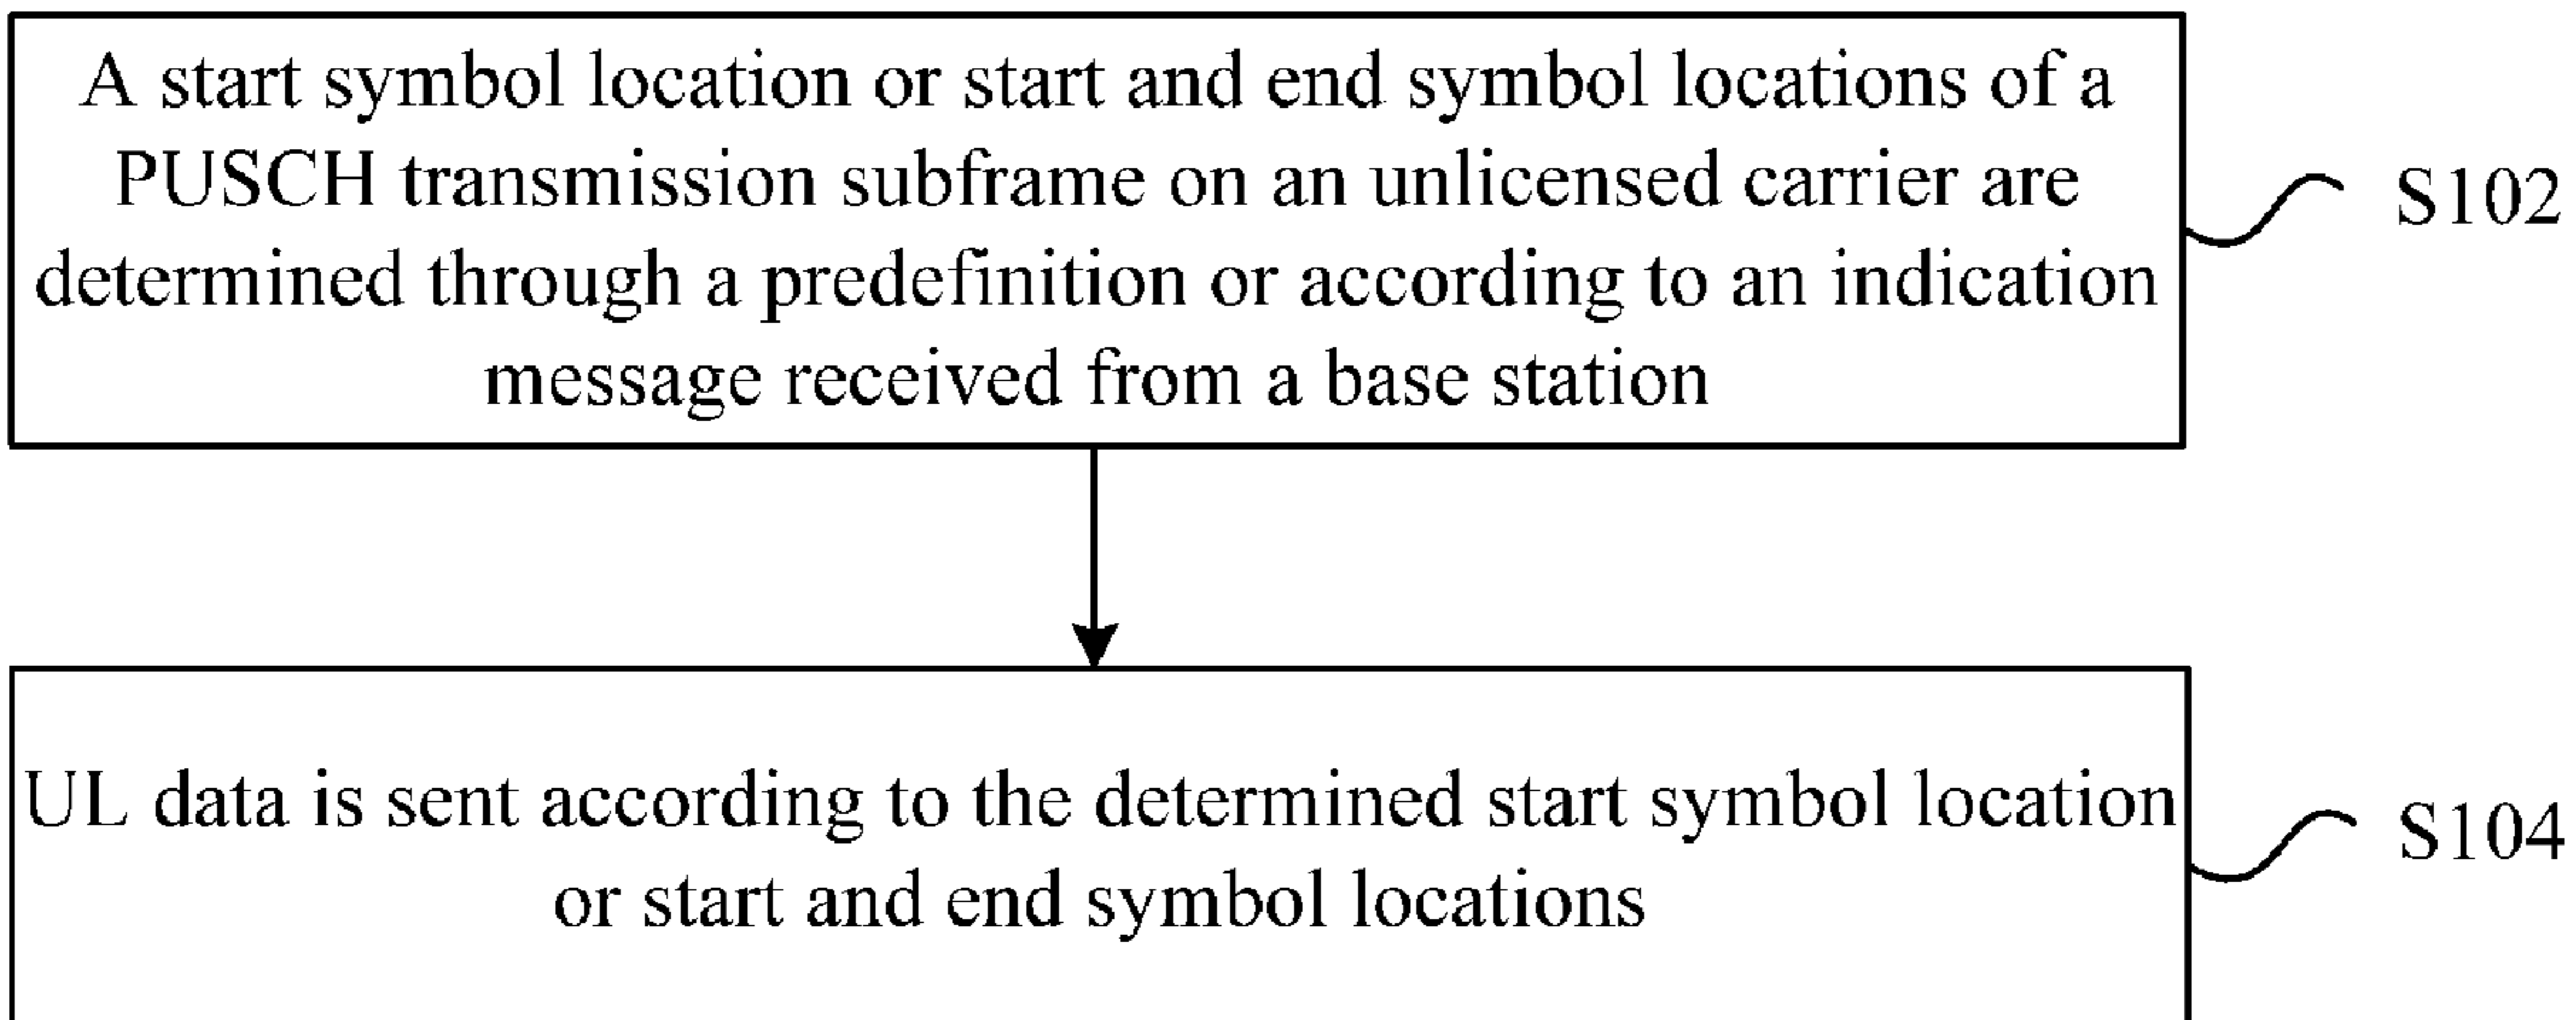 A start symbol location or start and end symbol locations of a
PUSCH transmission subframe on an unlicensed carrier are
determined through a predefinition or according to an indication
message received from a base station
S102
UL data is sent according to the determined start symbol location
or start and end symbol locations
S104